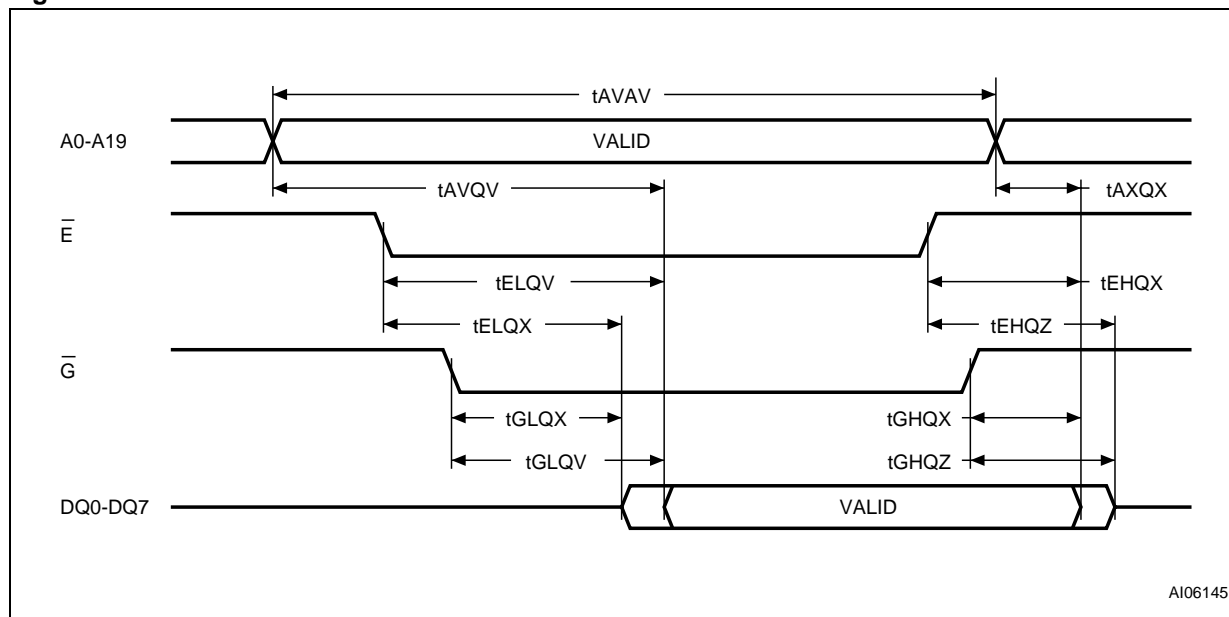 tAVAV
A0-A19
VALID
tAVQV
tAXQX
E
tELQV
tEHQX
tELQX
tEHQZ
G
tGLQX
tGHQX
tGLQV
tGHQZ
DQ0-DQ7
VALID
AI06145